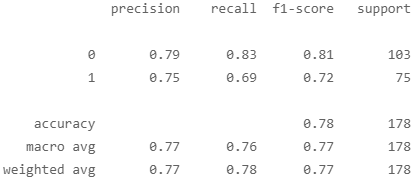 precision recall f1-score support
0 0.79 0.83 0.81 103
1 0.75 0.69 0.72 75
accuracy 0.78 178
macro avg 0.77 0.76 0.77 178
weighted avg 0.77 0.78 0.77 178